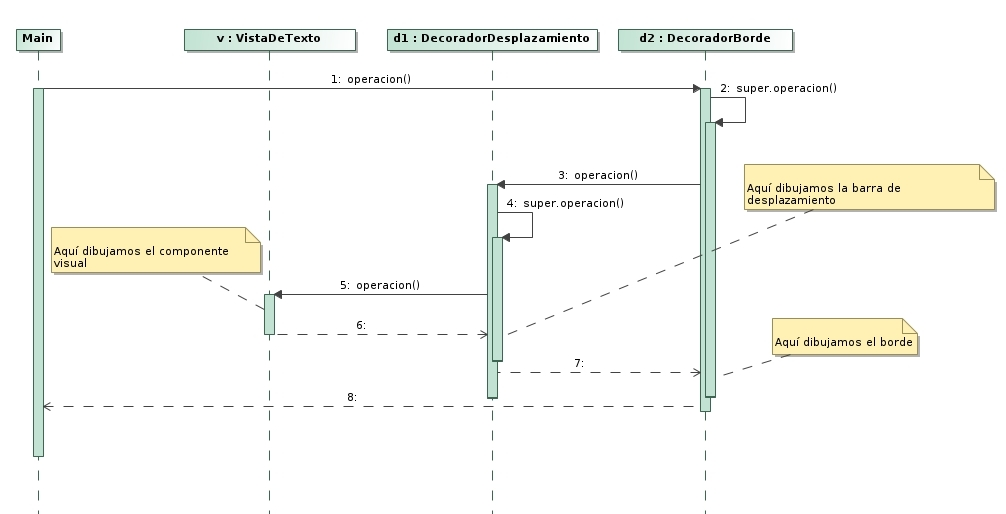 Main
v : VistaDeTexto
d1 : DecoradorDesplazamiento
d2 : DecoradorBorde
1: operacion()
2: super.operacion()
3: operacion()
Aquí dibujamos la barra de
desplazamiento
4: super.operacion()
Aquí dibujamos el componente
visual
5: operacion()
6:
Aquí dibujamos el borde
7:
8: